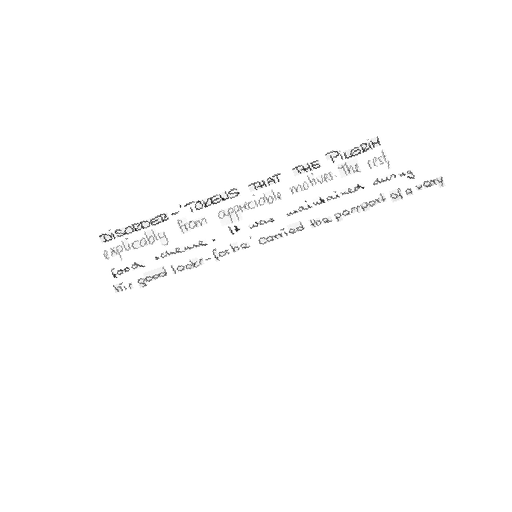 DISORDER-'TOKENS THAT THE PILGRIM
explicably from appreciable motives. The rest,
food scheme. It was maintained during
his good looks-for he carried the passport of a very